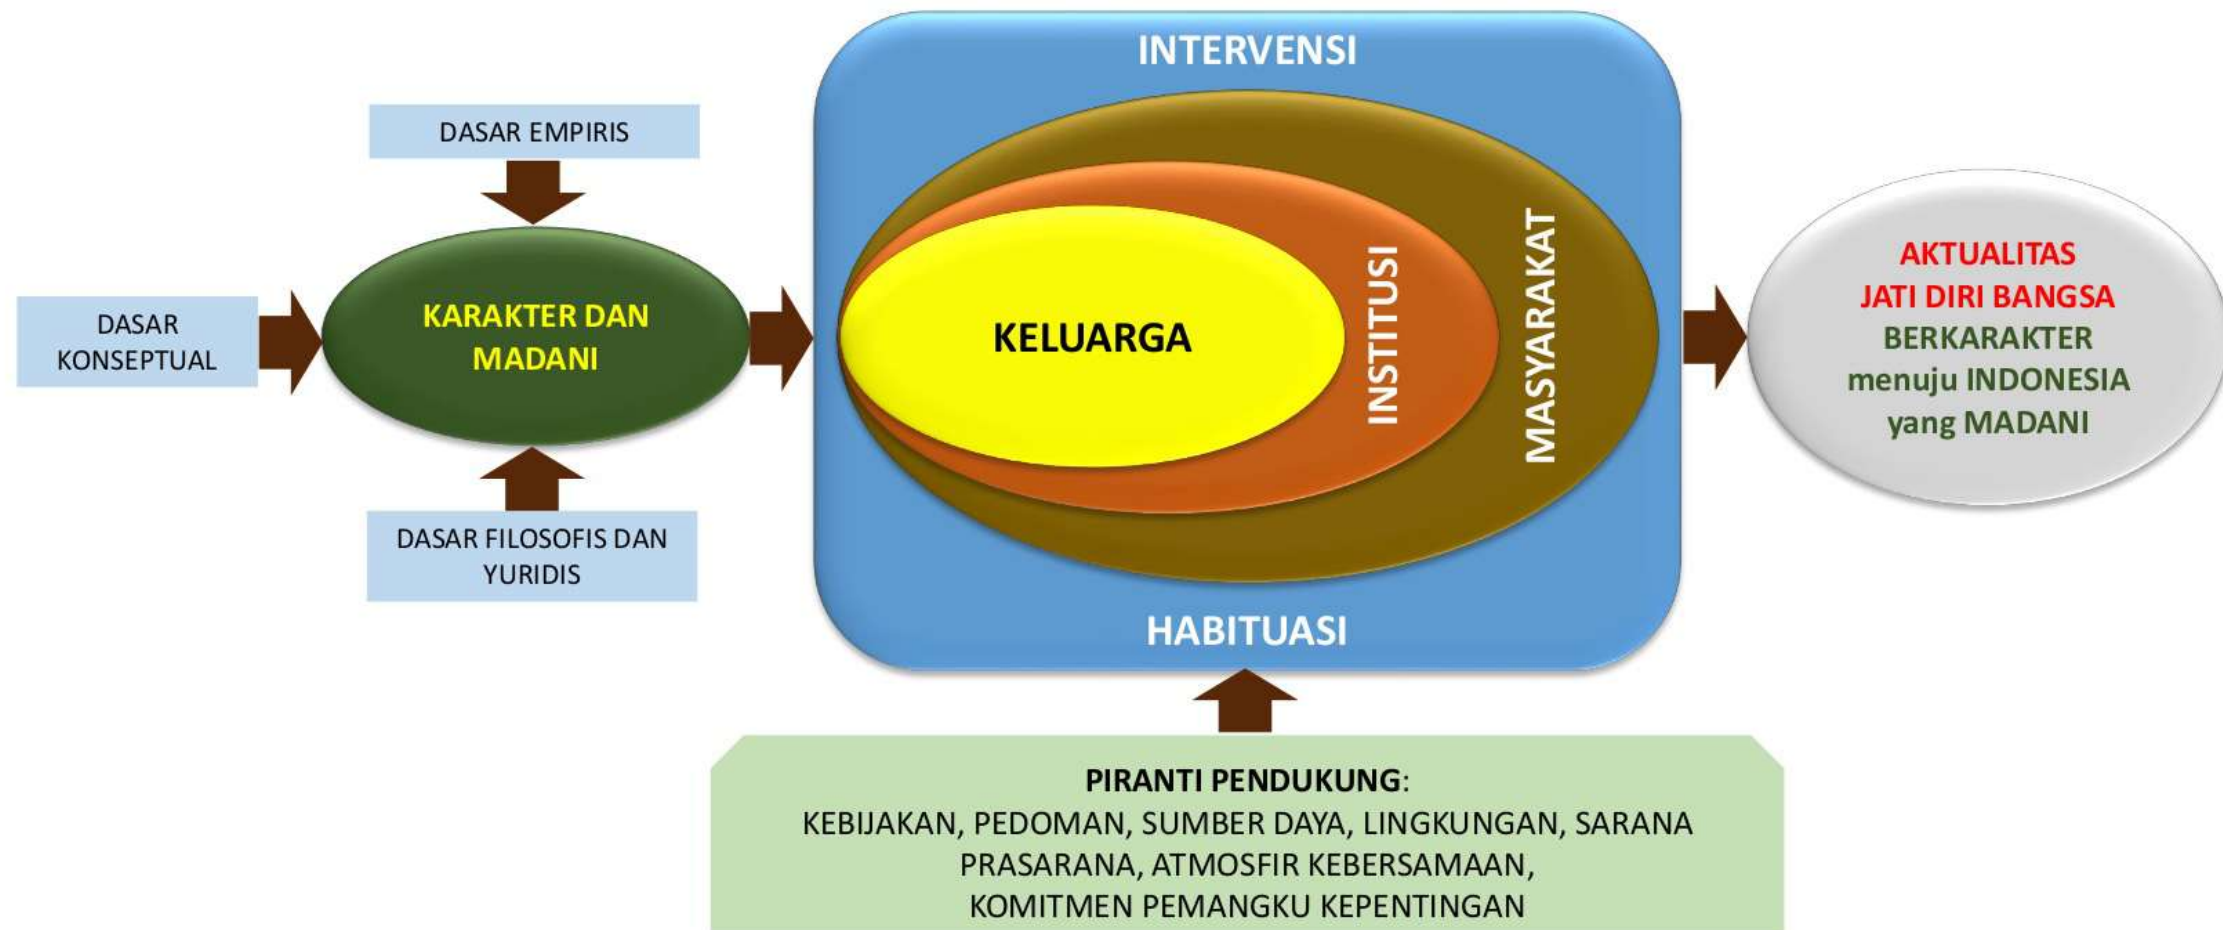 DASAR EMPIRIS
DASAR
KONSEPTUAL
KARAKTER DAN
MADANI
DASAR FILOSOFIS DAN
YURIDIS
INTERVENSI
KELUARGA
INSTITUSI
MASYARAKAT
HABITUASI
AKTUALITAS
JATI DIRI BANGSA
BERKARAKTER
menuju INDONESIA
yang MADANI
PIRANTI PENDUKUNG:
KEBIJAKAN, PEDOMAN, SUMBER DAYA, LINGKUNGAN, SARANA
PRASARANA, ATMOSFIR KEBERSAMAAN,
KOMITMEN PEMANGKU KEPENTINGAN